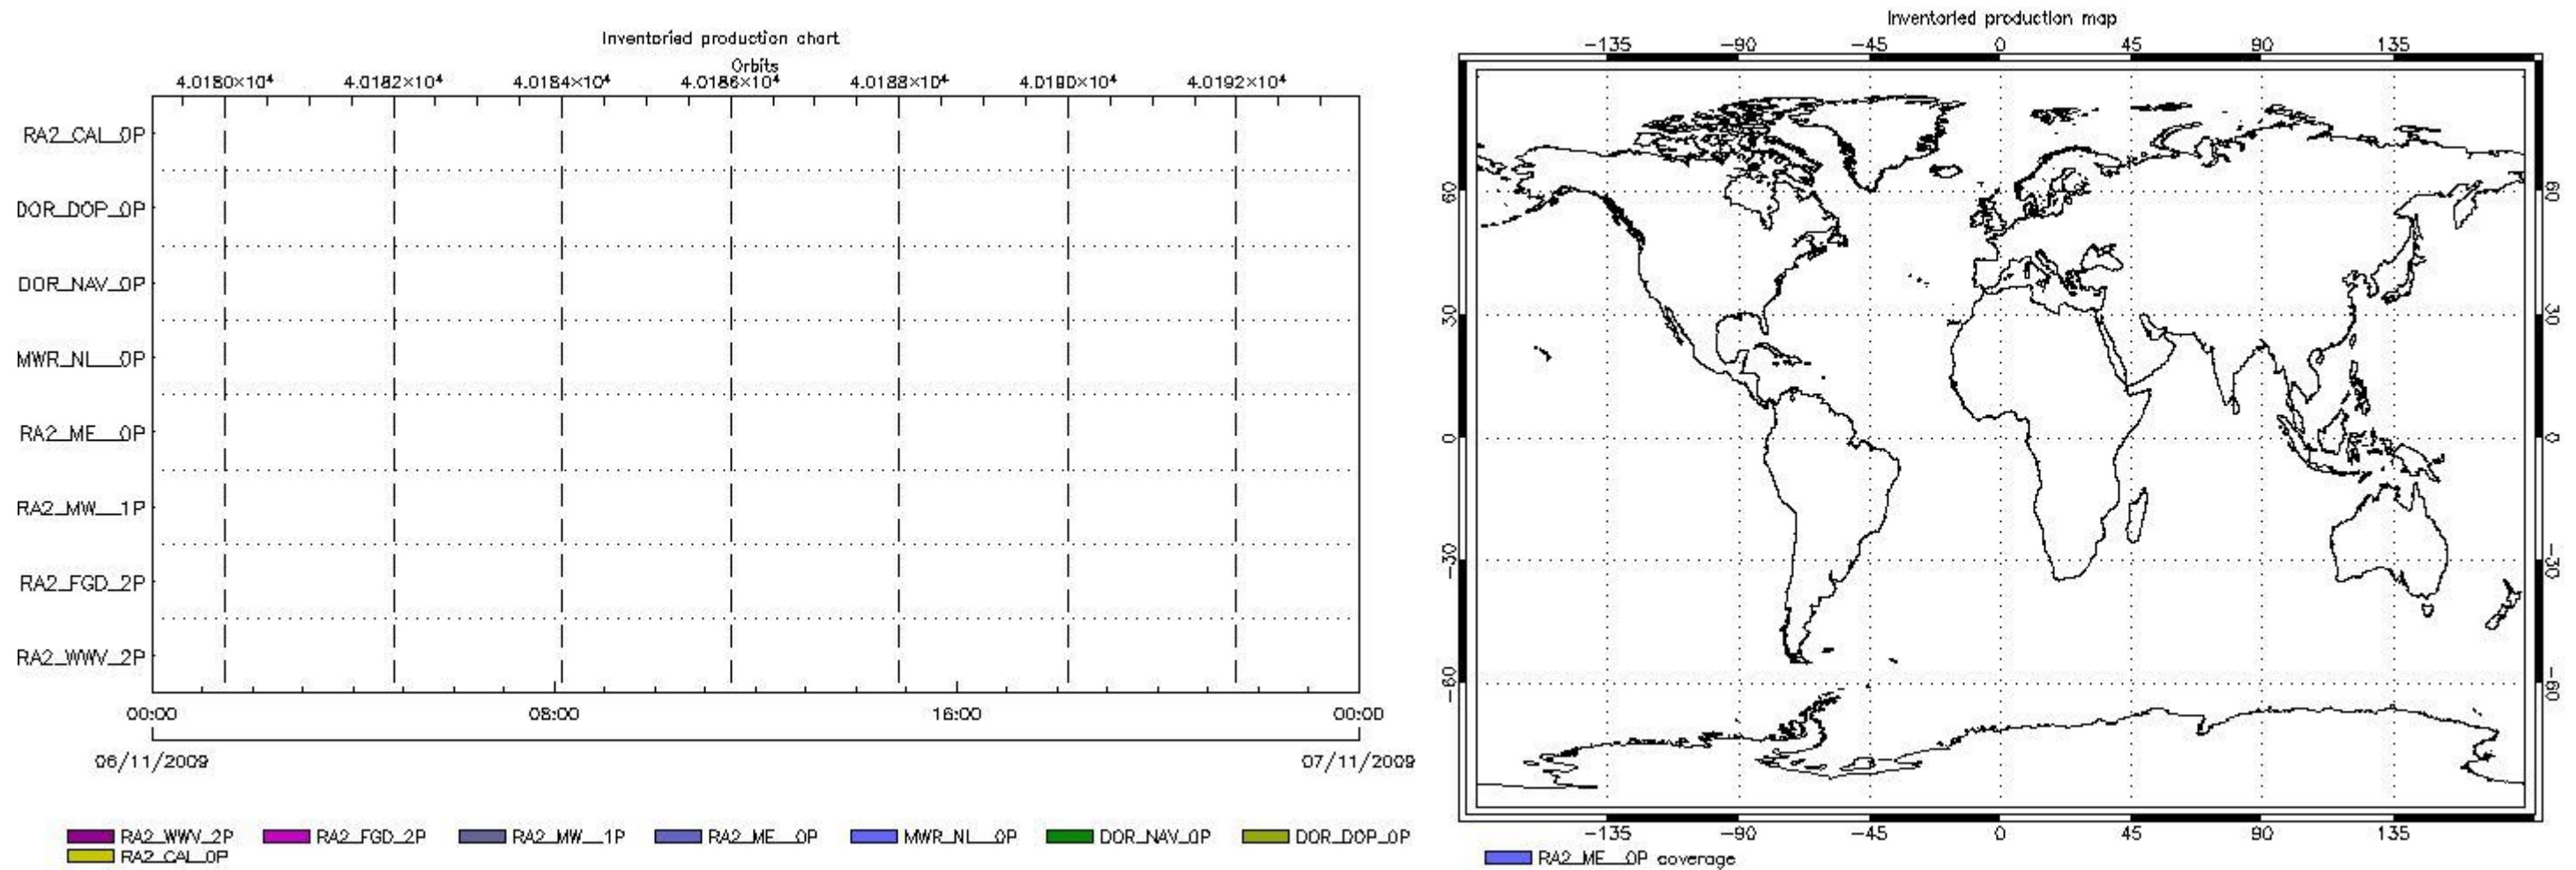 Inventoried production chart
Orbits
4.0180×10⁴ 4.0182×10⁴ 4.0184×10⁴ 4.0186×10⁴ 4.0188×10⁴ 4.0190×10⁴ 4.0192×10⁴
RA2_CAL_0P
DOR_DOP_0P
DOR_NAV_0P
MWR_NL__0P
RA2_ME__0P
RA2_MW__1P
RA2_FGD_2P
RA2_WWV_2P
00:00 08:00 16:00 00:00
06/11/2009 07/11/2009
RA2_WWV_2P RA2_FGD_2P RA2_MW__1P RA2_ME__0P MWR_NL__0P DOR_NAV_0P DOR_DOP_0P
RA2_CAL_0P
Inventoried production map
-135 -90 -45 0 45 90 135
60 60
30 30
0 0
-30 -30
-60 -60
-135 -90 -45 0 45 90 135
RA2_ME__0P coverage